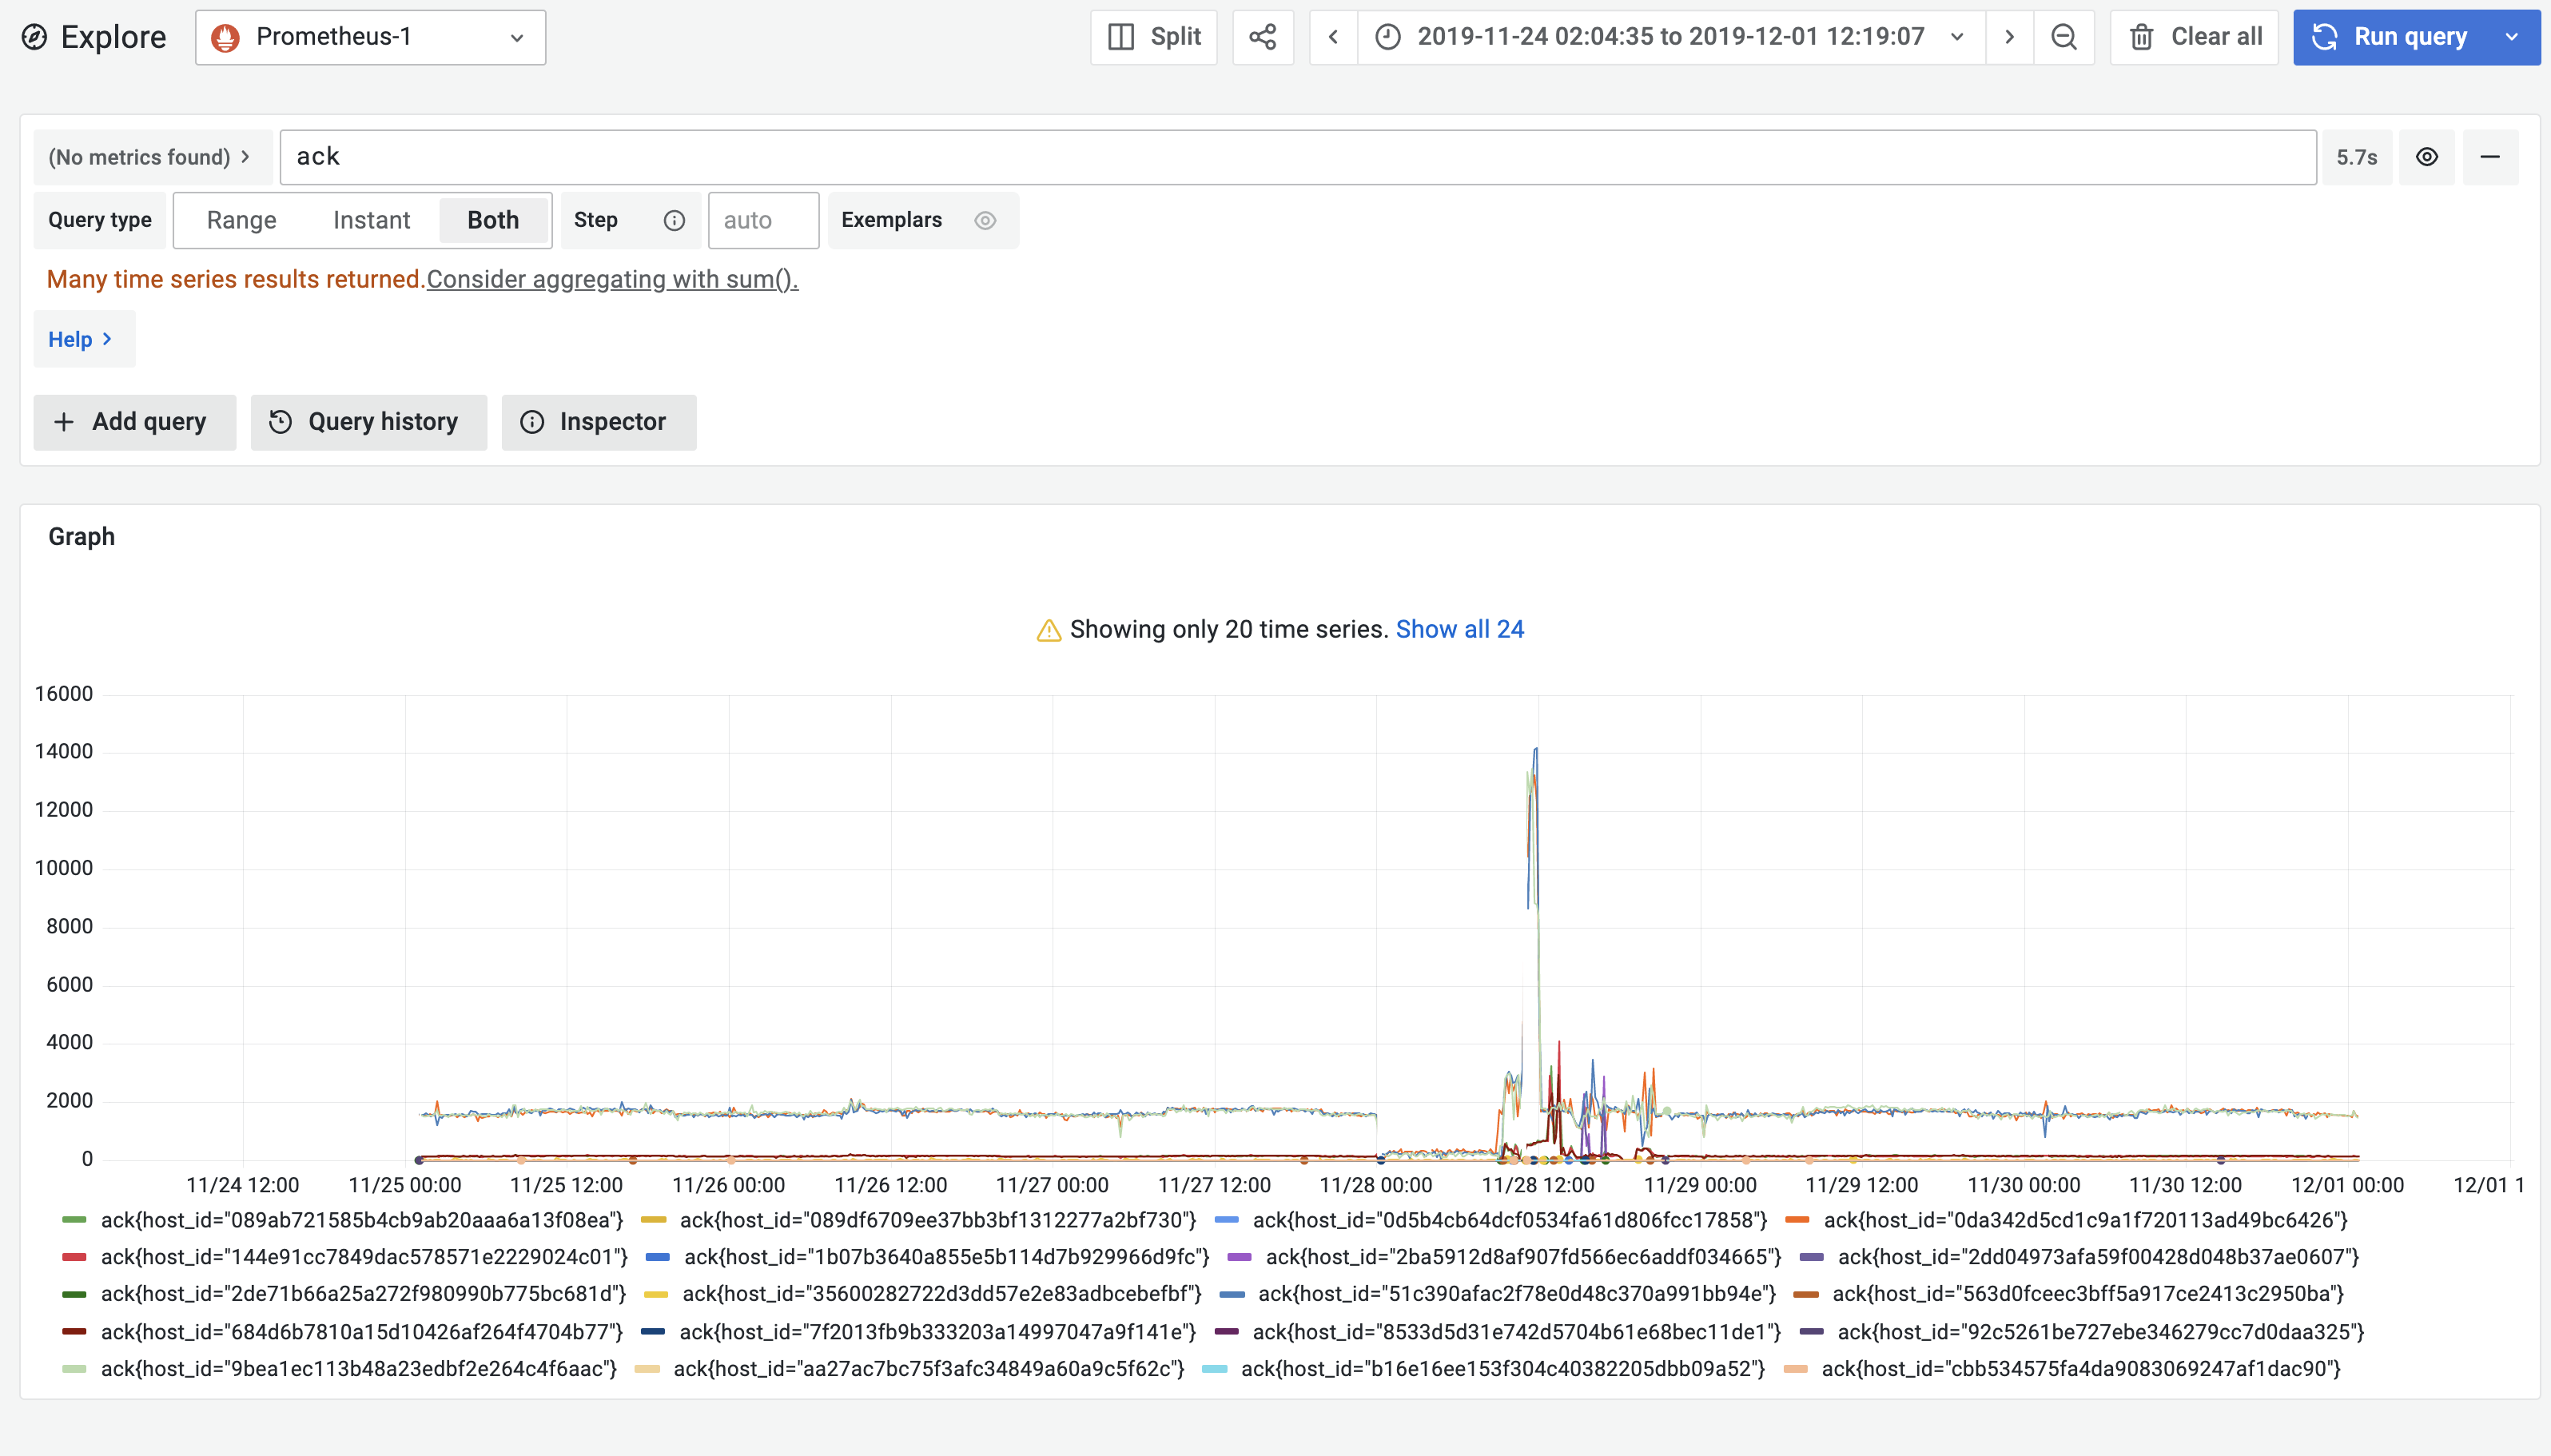 Explore Prometheus-1 Split 2019-11-24 02:04:35 to 2019-12-01 12:19:07 Clear all Run query
(No metrics found) > ack 5.7s
Query type Range Instant Both Step auto Exemplars
Many time series results returned.Consider aggregating with sum().
Help >
+ Add query Query history Inspector
Graph
Showing only 20 time series. Show all 24
16000
14000
12000
10000
8000
6000
4000
2000
0
11/24 12:00 11/25 00:00 11/25 12:00 11/26 00:00 11/26 12:00 11/27 00:00 11/27 12:00 11/28 00:00 11/28 12:00 11/29 00:00 11/29 12:00 11/30 00:00 11/30 12:00 12/01 00:00 12/01 1
ack{host_id="089ab721585b4cb9ab20aaa6a13f08ea"} ack{host_id="089df6709ee37bb3bf1312277a2bf730"} ack{host_id="0d5b4cb64dcf0534fa61d806fcc17858"} ack{host_id="0da342d5cd1c9a1f720113ad49bc6426"}
ack{host_id="144e91cc7849dac578571e2229024c01"} ack{host_id="1b07b3640a855e5b114d7b929966d9fc"} ack{host_id="2ba5912d8af907fd566ec6addf034665"} ack{host_id="2dd04973afa59f00428d048b37ae0607"}
ack{host_id="2de71b66a25a272f980990b775bc681d"} ack{host_id="35600282722d3dd57e2e83adbcebefbf"} ack{host_id="51c390afac2f78e0d48c370a991bb94e"} ack{host_id="563d0fceec3bff5a917ce2413c2950ba"}
ack{host_id="684d6b7810a15d10426af264f4704b77"} ack{host_id="7f2013fb9b333203a14997047a9f141e"} ack{host_id="8533d5d31e742d5704b61e68bec11de1"} ack{host_id="92c5261be727ebe346279cc7d0daa325"}
ack{host_id="9bea1ec113b48a23edbf2e264c4f6aac"} ack{host_id="aa27ac7bc75f3afc34849a60a9c5f62c"} ack{host_id="b16e16ee153f304c40382205dbb09a52"} ack{host_id="cbb534575fa4da9083069247af1dac90"}